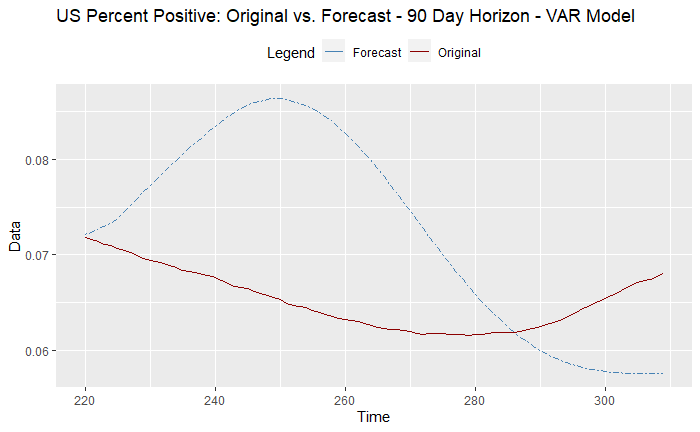 US Percent Positive: Original vs. Forecast - 90 Day Horizon - VAR Model
Legend Forecast Original
0.08
0.07
0.06
Data
220 240 260 280 300
Time